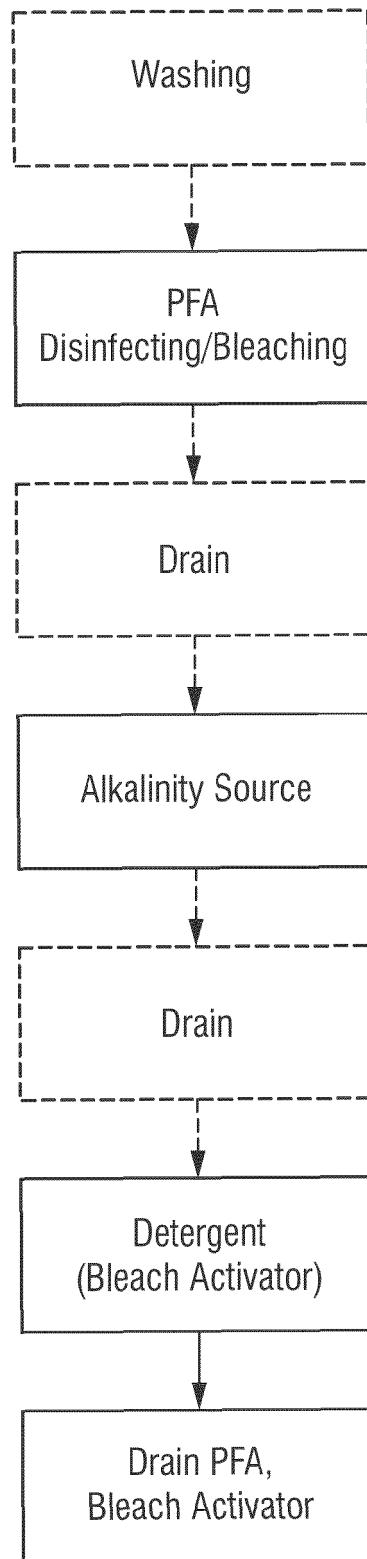 Washing
PFA
Disinfecting/Bleaching
Drain
Alkalinity Source
Drain
Detergent
(Bleach Activator)
Drain PFA,
Bleach Activator